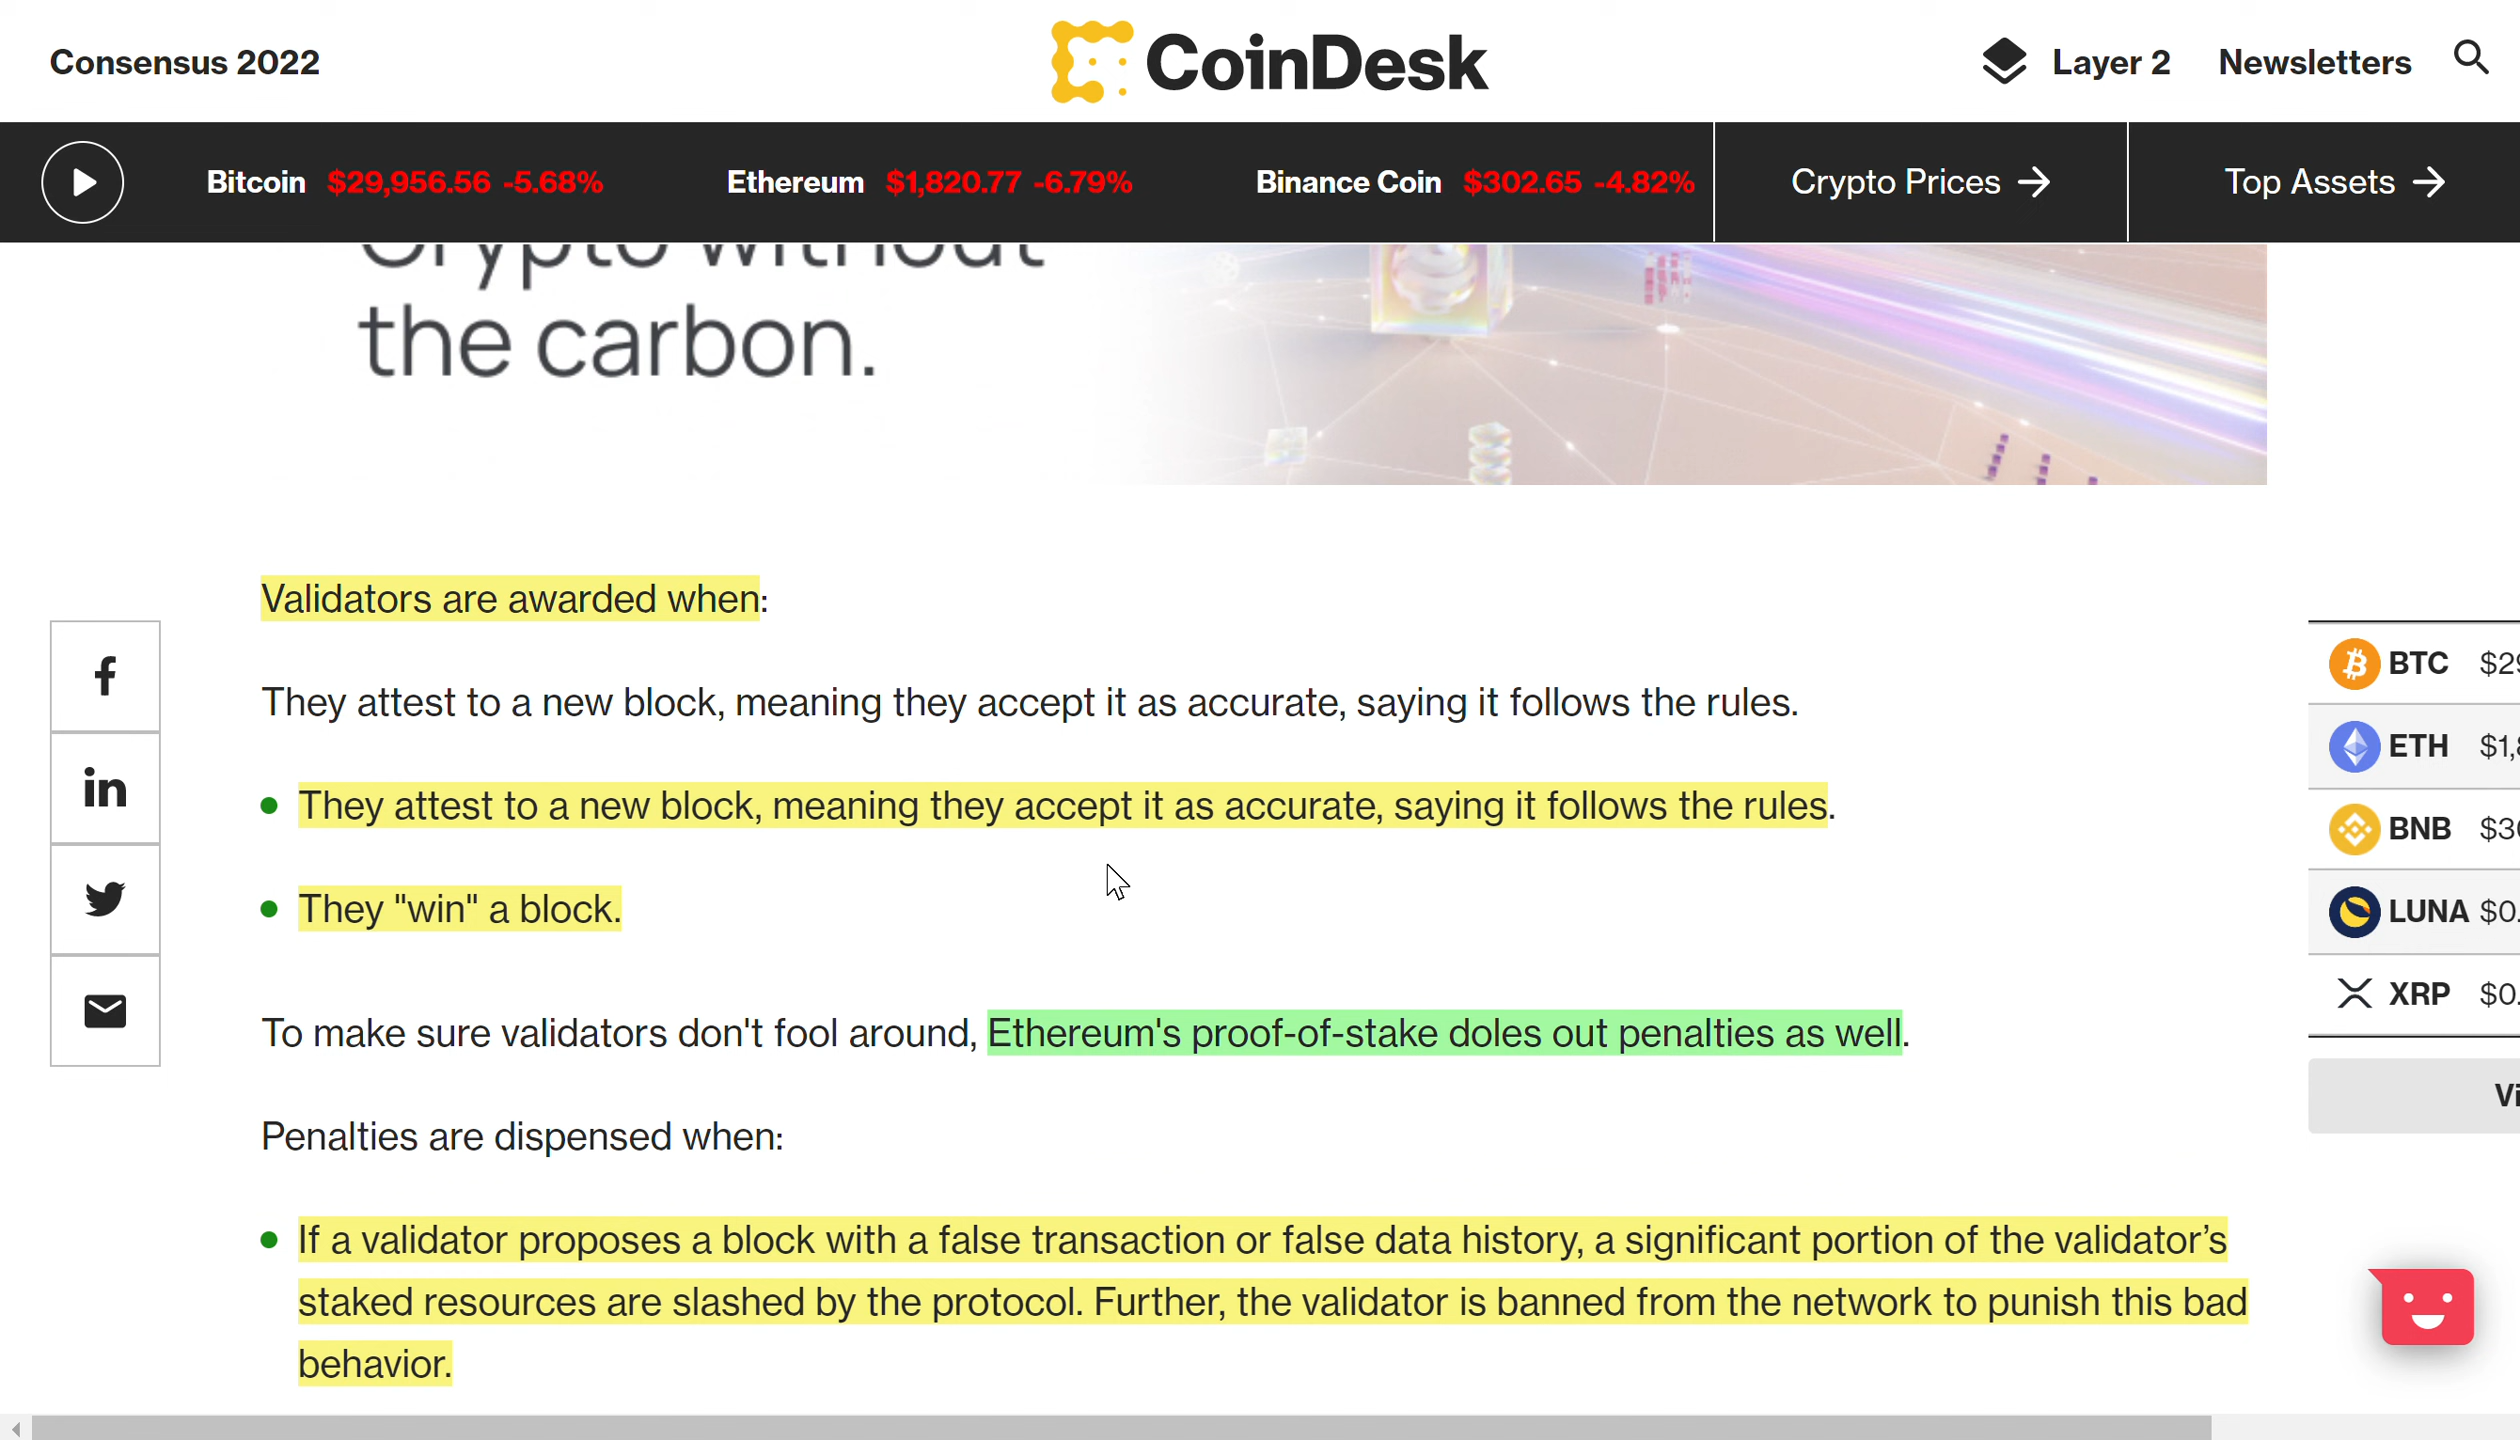 Consensus 2022
CoinDesk
Layer 2
Newsletters
Bitcoin $29,956.56 -5.68%
Ethereum $1,820.77 -6.79%
Binance Coin $302.65 -4.82%
Crypto Prices →
Top Assets →
Crypto without
the carbon.
Validators are awarded when:
They attest to a new block, meaning they accept it as accurate, saying it follows the rules.
They attest to a new block, meaning they accept it as accurate, saying it follows the rules.
They "win" a block.
To make sure validators don't fool around, Ethereum's proof-of-stake doles out penalties as well.
Penalties are dispensed when:
If a validator proposes a block with a false transaction or false data history, a significant portion of the validator’s
staked resources are slashed by the protocol. Further, the validator is banned from the network to punish this bad
behavior.
f
in
BTC
ETH
BNB
LUNA $0.
XRP $0.